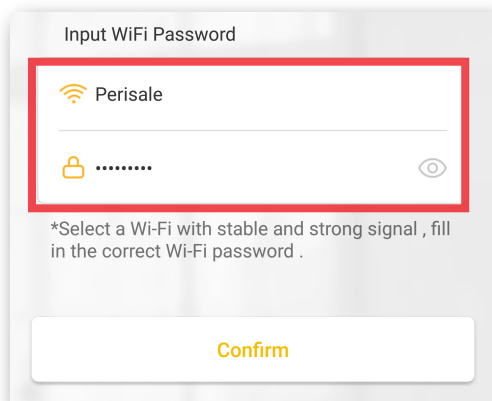 Input WiFi Password
Perisale
•••••••••
*Select a Wi-Fi with stable and strong signal , fill
in the correct Wi-Fi password .
Confirm